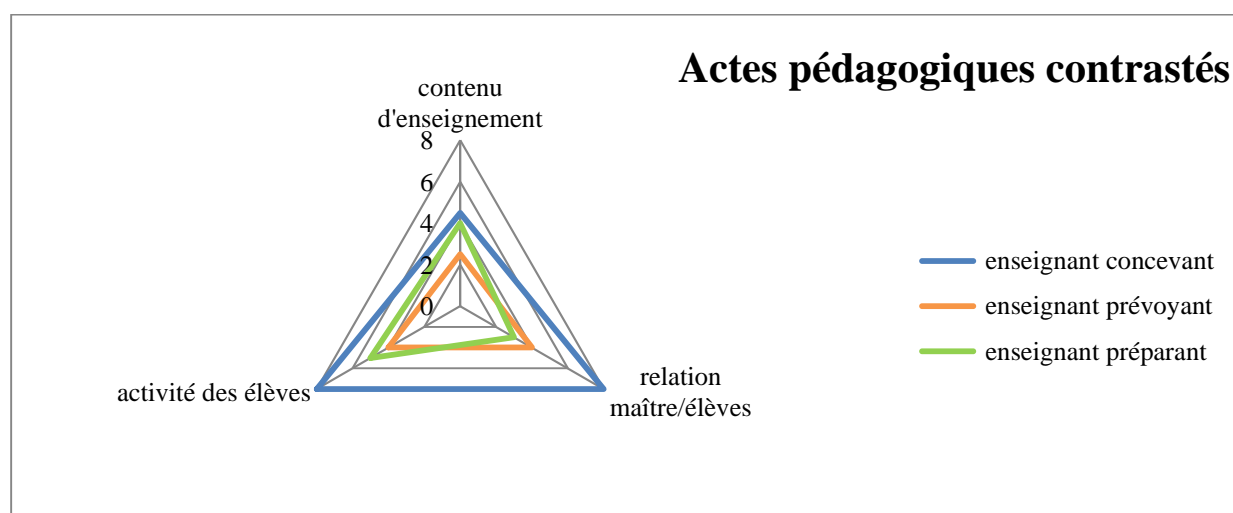 Actes pédagogiques contrastés
contenu
d'enseignement
8
6
4
2
0
activité des élèves
relation
maître/élèves
enseignant concevant
enseignant prévoyant
enseignant préparant